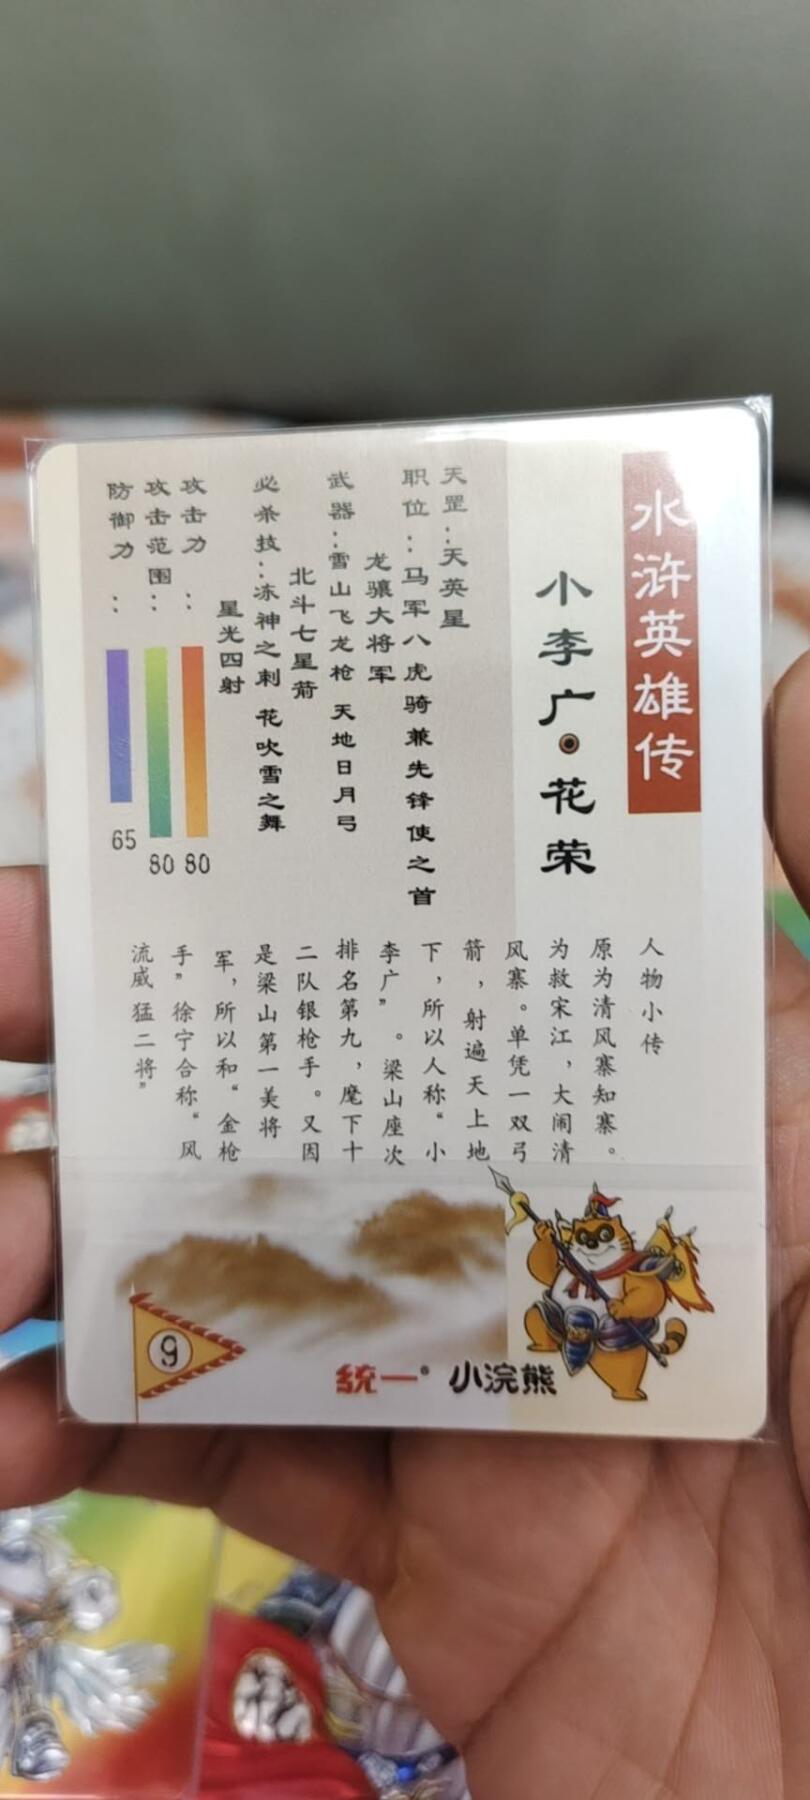 水浒英雄传
小李广·花荣
天罡：天英星
职位：马军八虎骑兼先锋使之首
龙骧大将军
武器：雪山飞龙枪 天地日月弓
北斗七星箭
必杀技：冻神之刺 花吹雪之舞
星光四射
攻击力：
80
攻击范围：
80
防御力：
65
人物小传
原为清风寨知寨。
为救宋江，大闹清
风寨。单凭一双弓
箭，射遍天上地
下，所以人称“小
李广”。梁山座次
排名第九，麾下十
二队银枪手。又因
是梁山第一美将
军，所以和“金枪
手”徐宁合称“风
流威猛二将”
9
統一® 小浣熊